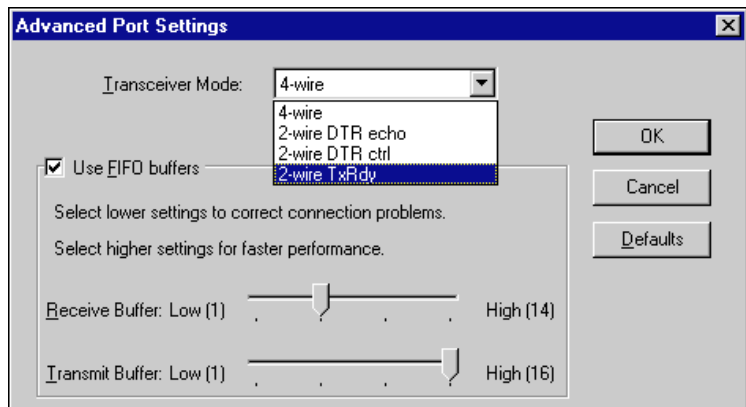 Advanced Port Settings
Transceiver Mode: 4-wire
4-wire
2-wire DTR echo
2-wire DTR ctrl
2-wire TxRdy
OK
Use FIFO buffers
Cancel
Select lower settings to correct connection problems.
Defaults
Select higher settings for faster performance.
Receive Buffer: Low (1) High (14)
Transmit Buffer: Low (1) High (16)